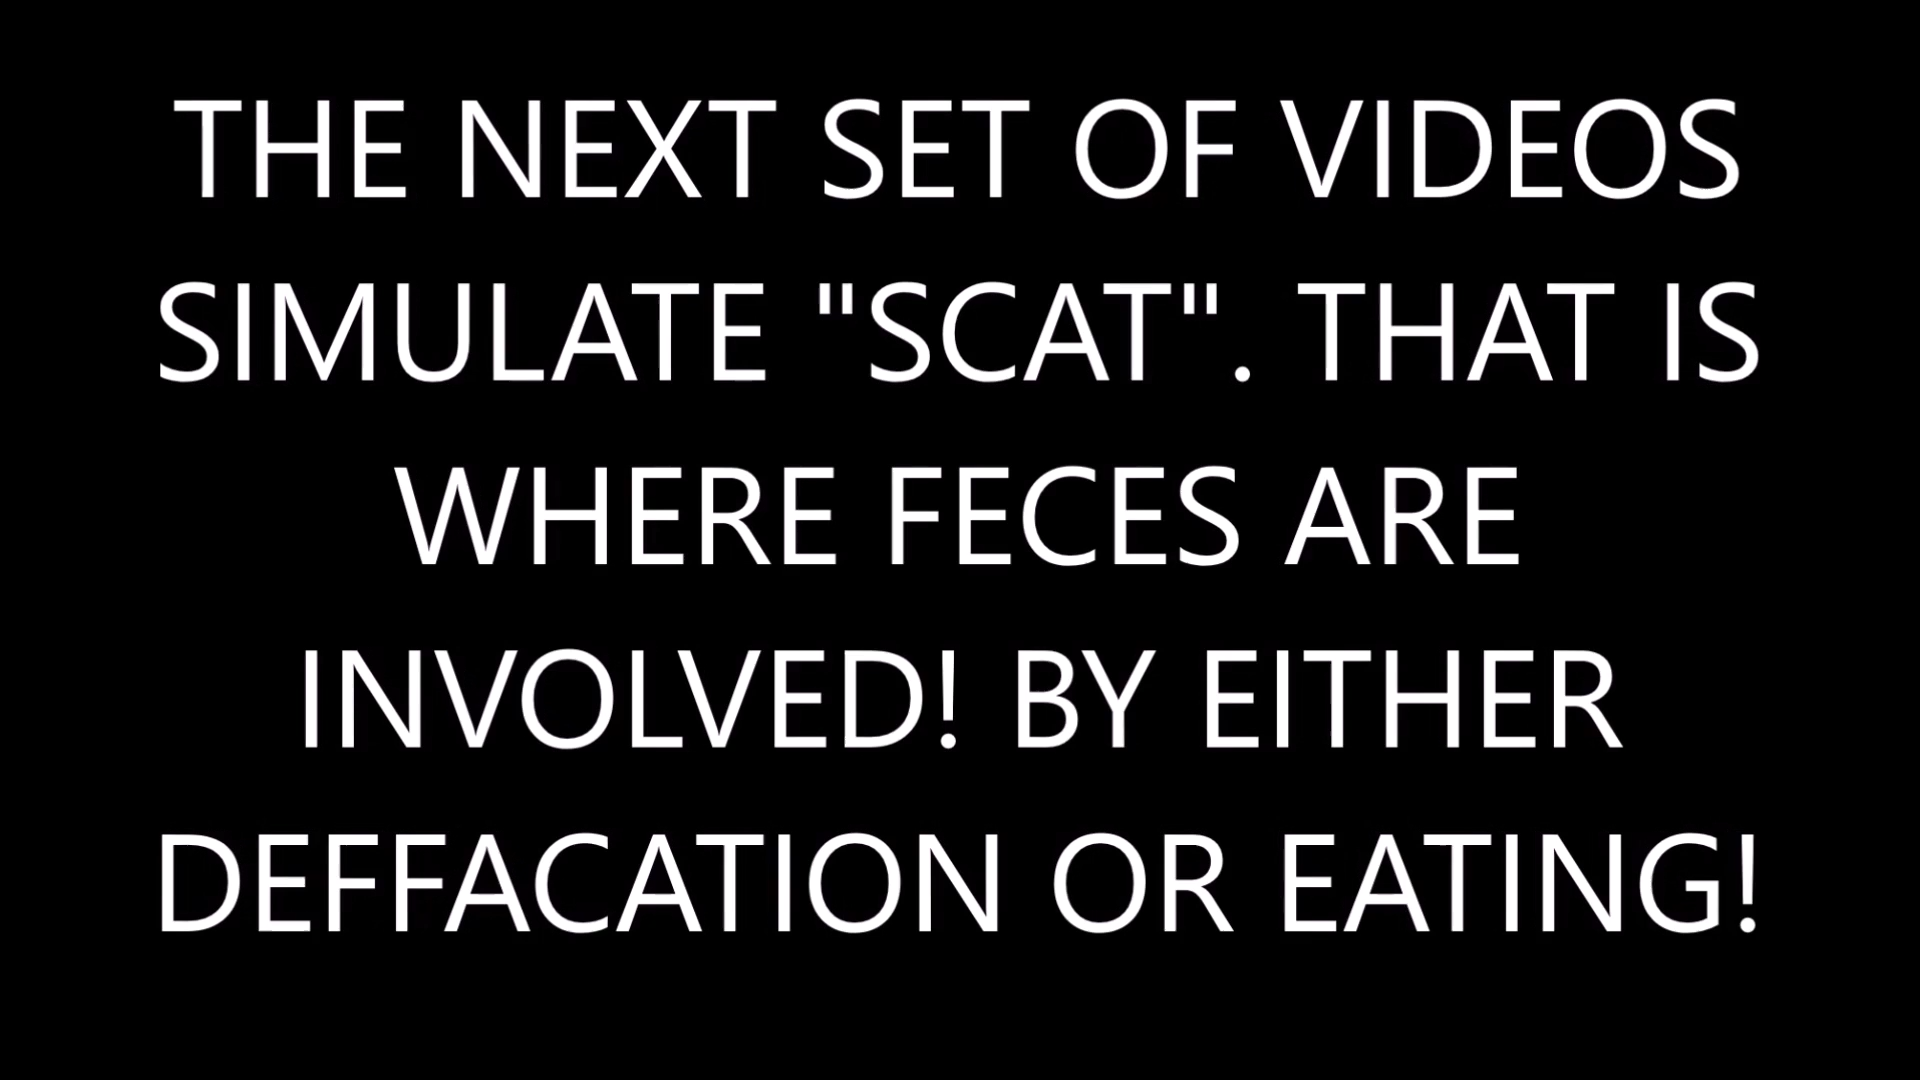 THE NEXT SET OF VIDEOS
SIMULATE "SCAT". THAT IS
WHERE FECES ARE
INVOLVED! BY EITHER
DEFFACATION OR EATING!